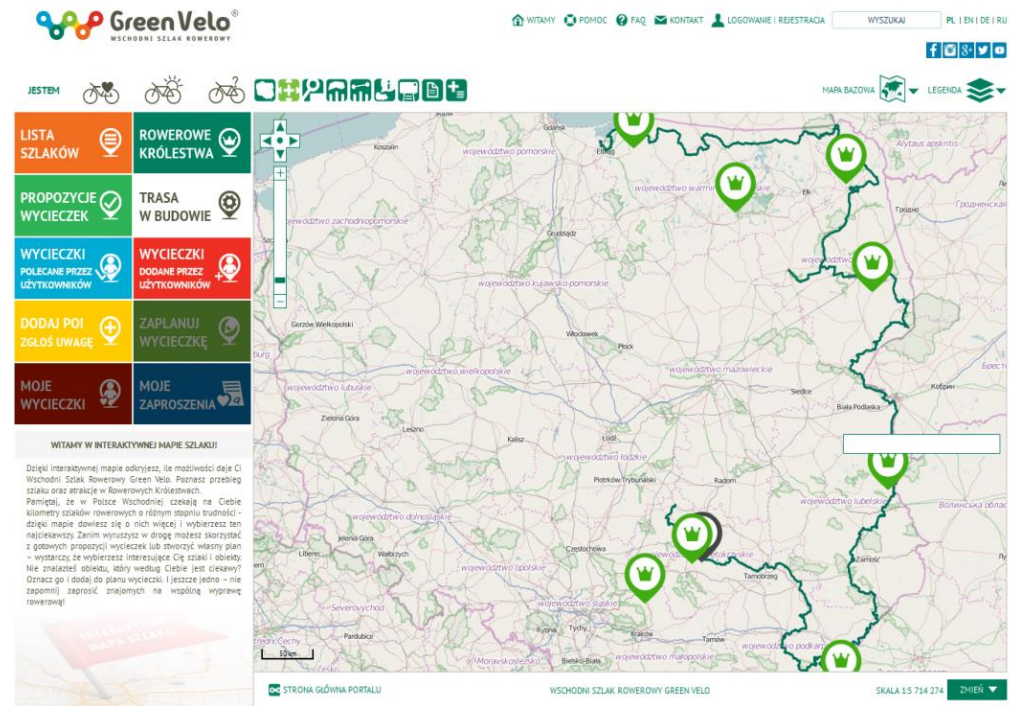 GreenVelo®
WSCHODNI SZLAK ROWEROWY
WITAMY POMOC FAQ KONTAKT LOGOWANIE | REJESTRACJA WYSZUKAJ PL | EN | DE | RU
JESTEM
MAPA BAZOWA LEGENDA
LISTA
SZLAKÓW
ROWEROWE
KRÓLESTWA
PROPOZYCJE
WYCIECZEK
TRASA
W BUDOWIE
WYCIECZKI
POLECANE PRZEZ
UŻYTKOWNIKÓW
WYCIECZKI
DODANE PRZEZ
UŻYTKOWNIKÓW
DODAJ POI
ZGŁOŚ UWAGĘ
ZAPLANUJ
WYCIECZKĘ
MOJE
WYCIECZKI
MOJE
ZAPROSZENIA
WITAMY W INTERAKTYWNEJ MAPIE SZLAKU!
Dzięki interaktywnej mapie odkryjesz, ile możliwości daje Ci
Wschodni Szlak Rowerowy Green Velo. Poznasz przebieg
szlaku oraz atrakcje w Rowerowych Królestwach.
Pamiętaj, że w Polsce Wschodniej czekają na Ciebie
kilometry szlaków rowerowych o różnym stopniu trudności -
dzięki mapie dowiesz się o nich więcej i wybierzesz ten
najciekawszy. Zanim wyruszysz w drogę możesz skorzystać
z gotowych propozycji wycieczek lub stworzyć własny plan
– wystarczy, że wybierzesz interesujące Cię szlaki i obiekty.
Nie znalazłeś obiektu, który według Ciebie jest ciekawy?
Oznacz go i dodaj do planu wycieczki. I jeszcze jedno – nie
zapomnij zaprosić znajomych na wspólną wyprawę
rowerową!
Gdańsk
Koszalin
województwo pomorskie
Elbląg
Alytaus apskritis
Ełk
Гродно
Гродненская
województwo zachodniopomorskie
Grudziądz
województwo kujawsko-pomorskie
Gorzów Wielkopolski
Włocławek
Płock
województwo wielkopolskie
województwo mazowieckie
Брест
województwo lubuskie
Siedlce
Кобрин
Biała Podlaska
Zielona Góra
Leszno
Kalisz
Łódź
województwo łódzkie
Piotrków Trybunalski
Radom
województwo lubelskie
Волинська облас
województwo dolnośląskie
Jelenia Góra
Liberec
Wałbrzych
Częstochowa
Zamość
województwo opolskie
Tarnobrzeg
Severovýchod
województwo śląskie
Pardubice
Rybnik
Tychy
Kraków
Tarnów
województwo podkarp
województwo małopolskie
Moravskoslezsko
Bielsko-Biała
50 km
STRONA GŁÓWNA PORTALU
WSCHODNI SZLAK ROWEROWY GREEN VELO
SKALA 1:5 714 274
ZMIEŃ